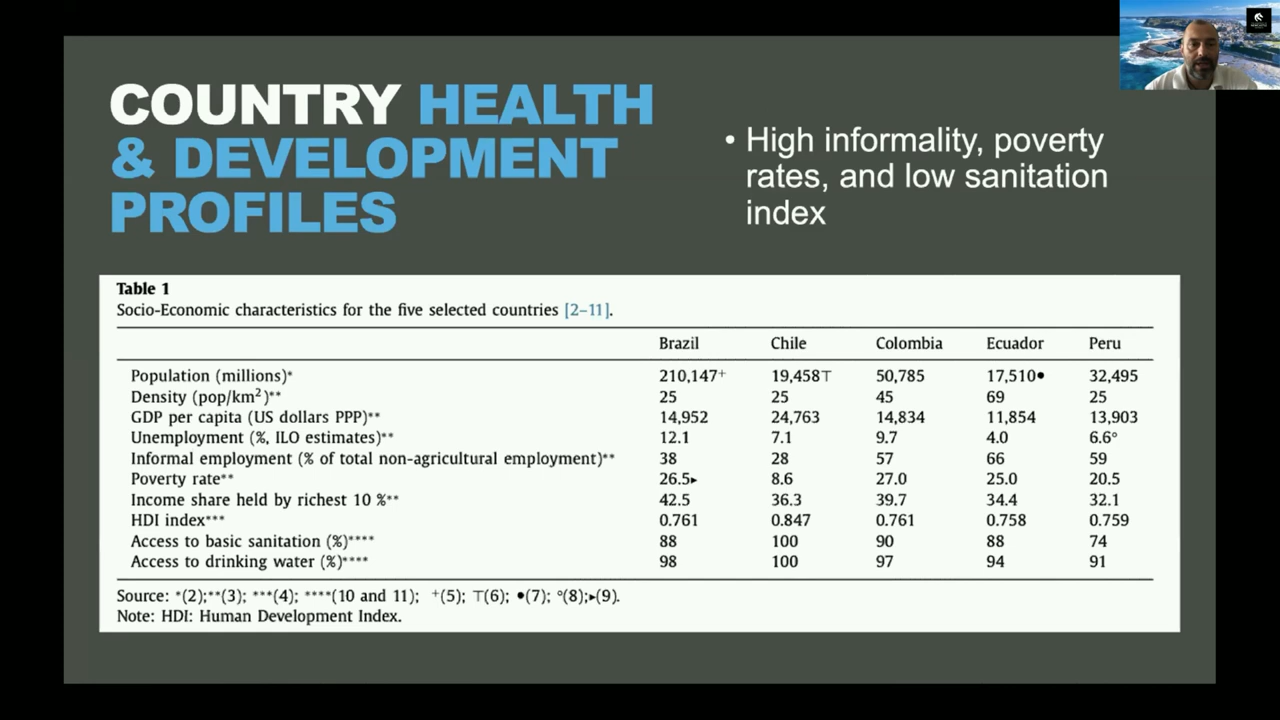 COUNTRY HEALTH
& DEVELOPMENT
PROFILES
• High informality, poverty
rates, and low sanitation
index
Table 1
Socio-Economic characteristics for the five selected countries [2–11].
Brazil Chile Colombia Ecuador Peru
Population (millions)* 210,147+ 19,458⊤ 50,785 17,510● 32,495
Density (pop/km²)** 25 25 45 69 25
GDP per capita (US dollars PPP)** 14,952 24,763 14,834 11,854 13,903
Unemployment (%, ILO estimates)** 12.1 7.1 9.7 4.0 6.6°
Informal employment (% of total non-agricultural employment)** 38 28 57 66 59
Poverty rate** 26.5▸ 8.6 27.0 25.0 20.5
Income share held by richest 10 %** 42.5 36.3 39.7 34.4 32.1
HDI index*** 0.761 0.847 0.761 0.758 0.759
Access to basic sanitation (%)**** 88 100 90 88 74
Access to drinking water (%)**** 98 100 97 94 91
Source: *(2);**(3); ***(4); ****(10 and 11); +(5); ⊤(6); ●(7); °(8);▸(9).
Note: HDI: Human Development Index.